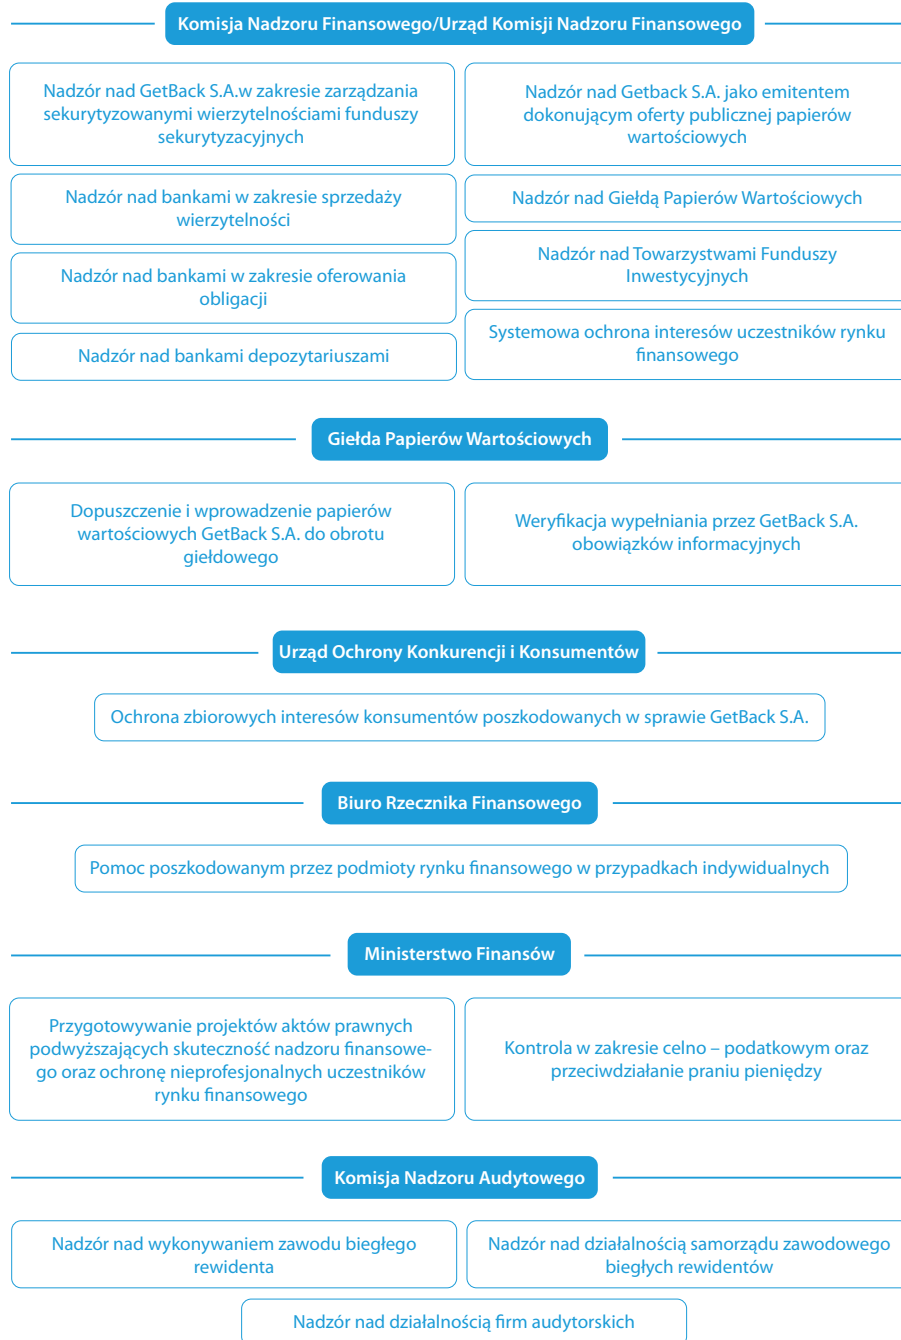 Komisja Nadzoru Finansowego/Urząd Komisji Nadzoru Finansowego
Nadzór nad GetBack S.A.w zakresie zarządzania
sekurytyzowanymi wierzytelnościami funduszy
sekurytyzacyjnych
Nadzór nad Getback S.A. jako emitentem
dokonującym oferty publicznej papierów
wartościowych
Nadzór nad bankami w zakresie sprzedaży
wierzytelności
Nadzór nad Giełdą Papierów Wartościowych
Nadzór nad bankami w zakresie oferowania
obligacji
Nadzór nad Towarzystwami Funduszy
Inwestycyjnych
Nadzór nad bankami depozytariuszami
Systemowa ochrona interesów uczestników rynku
finansowego
Giełda Papierów Wartościowych
Dopuszczenie i wprowadzenie papierów
wartościowych GetBack S.A. do obrotu
giełdowego
Weryfikacja wypełniania przez GetBack S.A.
obowiązków informacyjnych
Urząd Ochrony Konkurencji i Konsumentów
Ochrona zbiorowych interesów konsumentów poszkodowanych w sprawie GetBack S.A.
Biuro Rzecznika Finansowego
Pomoc poszkodowanym przez podmioty rynku finansowego w przypadkach indywidualnych
Ministerstwo Finansów
Przygotowywanie projektów aktów prawnych
podwyższających skuteczność nadzoru finansowe-
go oraz ochronę nieprofesjonalnych uczestników
rynku finansowego
Kontrola w zakresie celno – podatkowym oraz
przeciwdziałanie praniu pieniędzy
Komisja Nadzoru Audytowego
Nadzór nad wykonywaniem zawodu biegłego
rewidenta
Nadzór nad działalnością samorządu zawodowego
biegłych rewidentów
Nadzór nad działalnością firm audytorskich